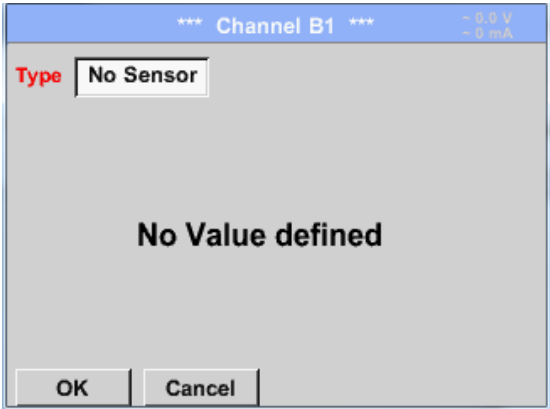 *** Channel B1 ***
~ 0.0 V
~ 0 mA
Type No Sensor
No Value defined
OK Cancel